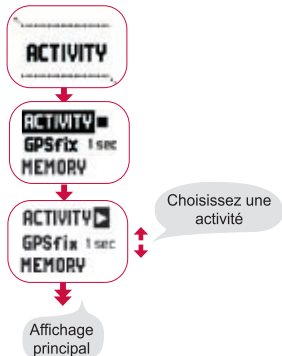 ACTIVITY
ACTIVITY
GPSfix 1 sec
MEMORY
ACTIVITY
GPSfix 1 sec
MEMORY
Choisissez une
activité
Affichage
principal